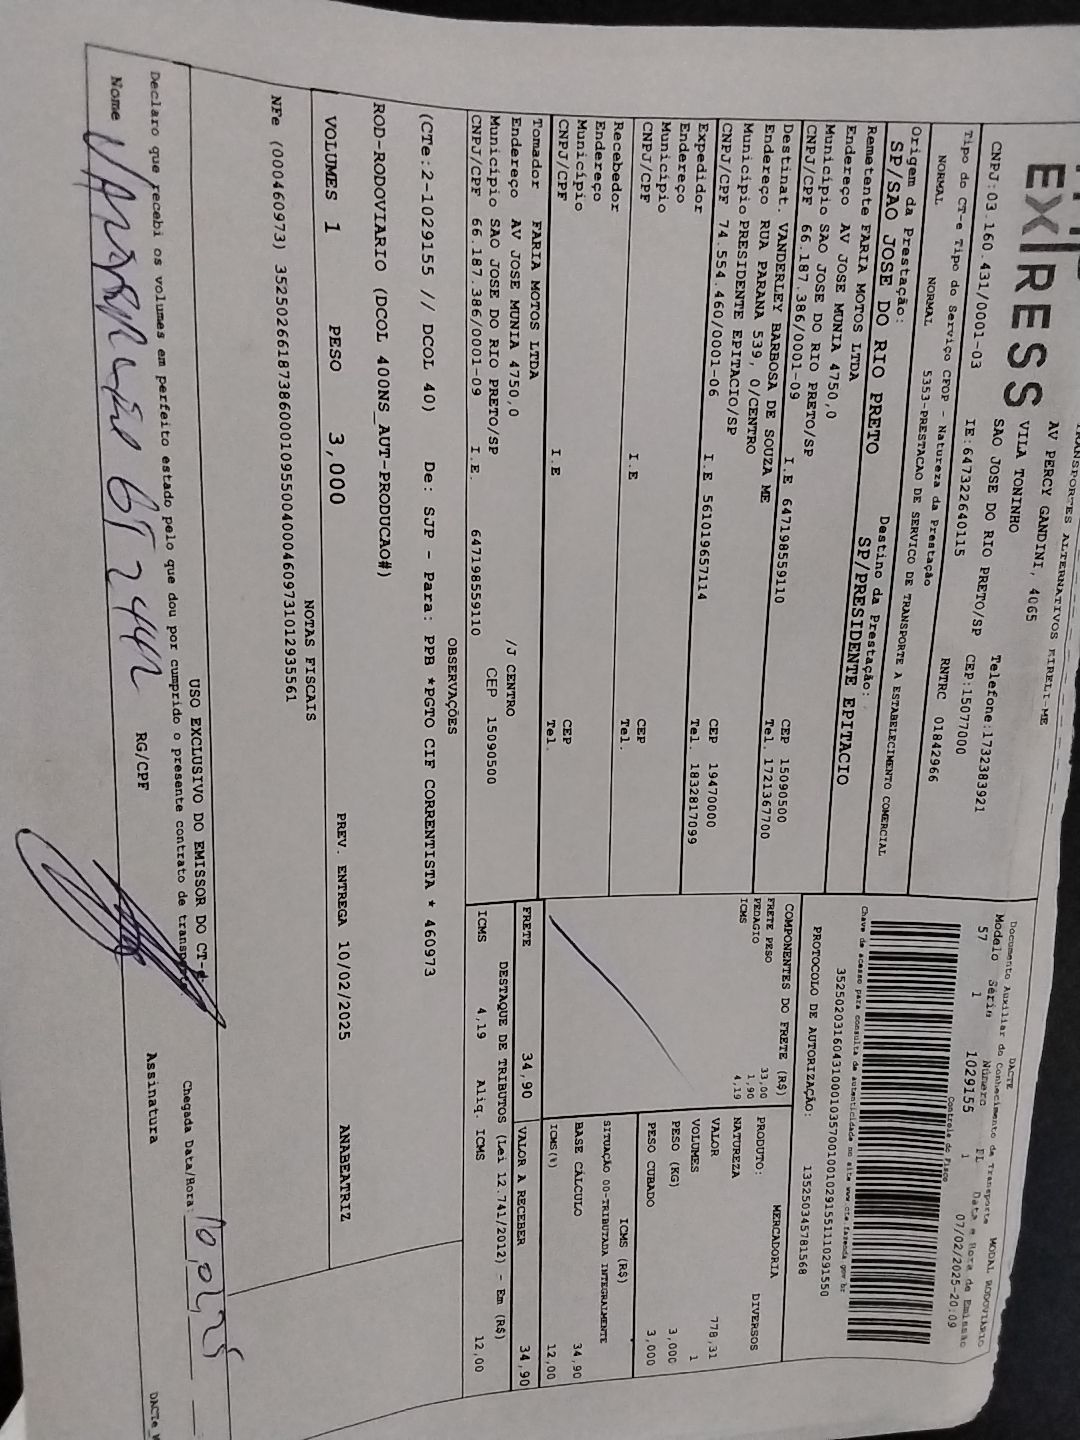 EXPRESS
TRANSPORTES ALTERNATIVOS EIRELI-ME
AV PERCY GANDINI, 4065
VILA TONINHO
SAO JOSE DO RIO PRETO/SP Telefone:1732383921
CNPJ:03.160.431/0001-03 IE:647322640115 CEP:15077000
Tipo do CT-e Tipo do Serviço CFOP - Natureza da Prestação RNTRC 01842966
NORMAL NORMAL 5353-PRESTACAO DE SERVICO DE TRANSPORTE A ESTABELECIMENTO COMERCIAL
Origem da Prestação: Destino da Prestação:
SP/SAO JOSE DO RIO PRETO SP/PRESIDENTE EPITACIO
Remetente FARIA MOTOS LTDA
Endereço AV JOSE MUNIA 4750,0
Município SAO JOSE DO RIO PRETO/SP CEP 15090500
CNPJ/CPF 66.187.386/0001-09 I.E 647198559110 Tel. 1721367700
Destinat. VANDERLEY BARBOSA DE SOUZA ME
Endereço RUA PARANA 539, 0/CENTRO
Município PRESIDENTE EPITACIO/SP CEP 19470000
CNPJ/CPF 74.554.460/0001-06 I.E 561019657114 Tel. 1832817099
Expedidor
Endereço
Município CEP
CNPJ/CPF I.E Tel.
Recebedor
Endereço
Município CEP
CNPJ/CPF I.E Tel.
Tomador FARIA MOTOS LTDA
Endereço AV JOSE MUNIA 4750,0 /J CENTRO
Município SAO JOSE DO RIO PRETO/SP CEP 15090500
CNPJ/CPF 66.187.386/0001-09 I.E. 647198559110
DACTE
Documento Auxiliar do Conhecimento de Transporte MODAL RODOVIARIO
Modelo Série Número FL Data e Hora de Emissão
57 1 1029155 1 07/02/2025-20:09
Controle do Fisco
Chave de acesso para consulta de autenticidade no site www.cte.fazenda.gov.br
35250203160431000103570010010291551110291550
PROTOCOLO DE AUTORIZAÇÃO: 135250345781568
COMPONENTES DO FRETE (R$)
FRETE PESO 33,00
PEDAGIO 1,90
ICMS 4,19
PRODUTO: MERCADORIA
NATUREZA DIVERSOS
VALOR 778,31
VOLUMES 1
PESO (KG) 3,000
PESO CUBADO 3,000
ICMS (R$)
SITUAÇÃO 00-TRIBUTADA INTEGRALMENTE
BASE CÁLCULO 34,90
ICMS(%) 12,00
FRETE 34,90 VALOR A RECEBER 34,90
DESTAQUE DE TRIBUTOS (Lei 12.741/2012) - Em (R$)
ICMS 4,19 Aliq. ICMS 12,00
OBSERVAÇÕES
(CTe:2-1029155 // DCOL 40) De: SJP - Para: PPB *PGTO CIF CORRENTISTA * 460973
ROD-RODOVIARIO (DCOL 400NS_AUT-PRODUCAO#)
VOLUMES 1 PESO 3,000 PREV. ENTREGA 10/02/2025 ANABEATRIZ
NOTAS FISCAIS
NFe (000460973) 35250266187386000109550040004609731012935561
USO EXCLUSIVO DO EMISSOR DO CT-e
Declaro que recebi os volumes em perfeito estado pelo que dou por cumprido o presente contrato de transporte
Chegada Data/Hora: 10,02,25
Nome RG/CPF Assinatura